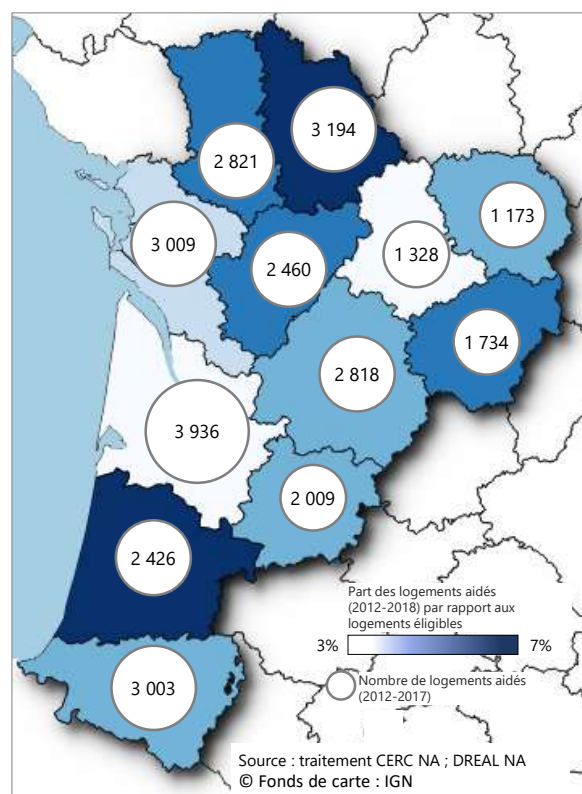 3 194
2 821
1 173
3 009
1 328
2 460
1 734
2 818
3 936
2 009
2 426
Part des logements aidés
(2012-2018) par rapport aux
logements éligibles
3% 7%
3 003
Nombre de logements aidés
(2012-2017)
Source : traitement CERC NA ; DREAL NA
© Fonds de carte : IGN